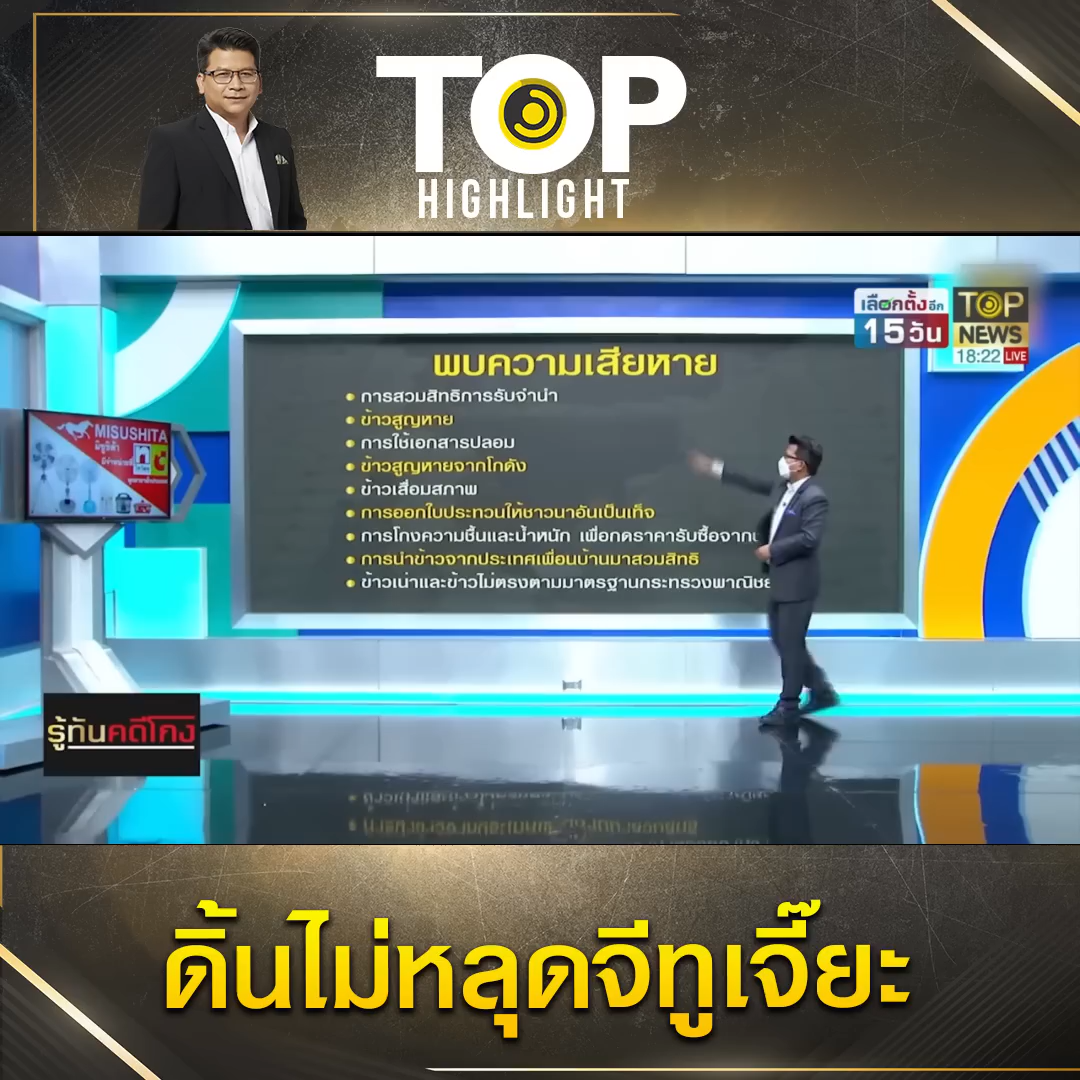 TOP
HIGHLIGHT
เลือกตั้งอีก
15 วัน
TOP
NEWS
18:22 LIVE
พบความเสียหาย
การสวมสิทธิการรับจำนำ
ข้าวสูญหาย
การใช้เอกสารปลอม
ข้าวสูญหายจากโกดัง
ข้าวเสื่อมสภาพ
การออกใบประทวนให้ชาวนาอันเป็นเท็จ
การโกงความชื้นและน้ำหนัก เพื่อกดราคารับซื้อจาก
การนำข้าวจากประเทศเพื่อนบ้านมาสวมสิทธิ
ข้าวเน่าและข้าวไม่ตรงตามมาตรฐานกระทรวงพาณิชย
MISUSHITA
มิซูชิต้า
รู้ทันคดีโกง
ดิ้นไม่หลุดจีทูเจี๊ยะ